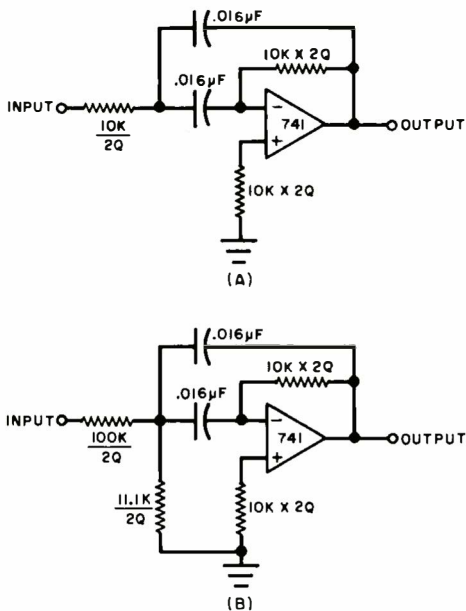 .016µF
10K X 2Q
.016µF
INPUT
10K
2Q
741
−
+
OUTPUT
10K X 2Q
(A)
.016µF
10K X 2Q
.016µF
INPUT
100K
2Q
741
−
+
OUTPUT
11.1K
2Q
10K X 2Q
(B)